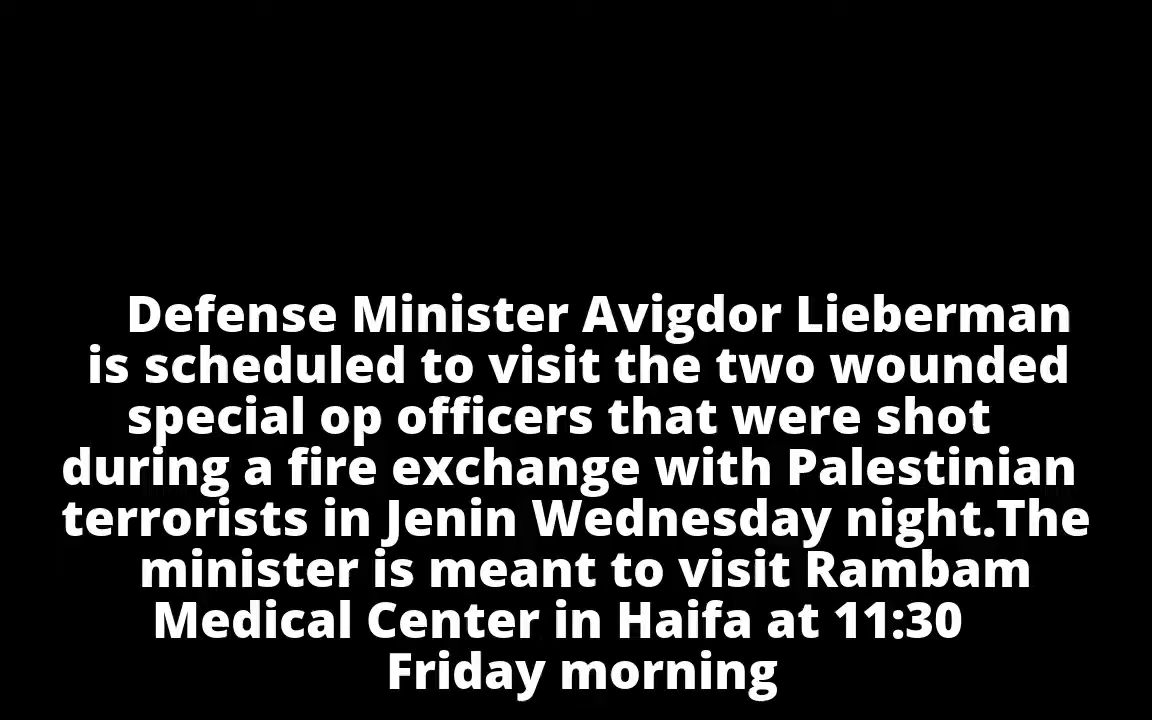 Defense Minister Avigdor Lieberman
is scheduled to visit the two wounded
special op officers that were shot
during a fire exchange with Palestinian
terrorists in Jenin Wednesday night.The
minister is meant to visit Rambam
Medical Center in Haifa at 11:30
Friday morning